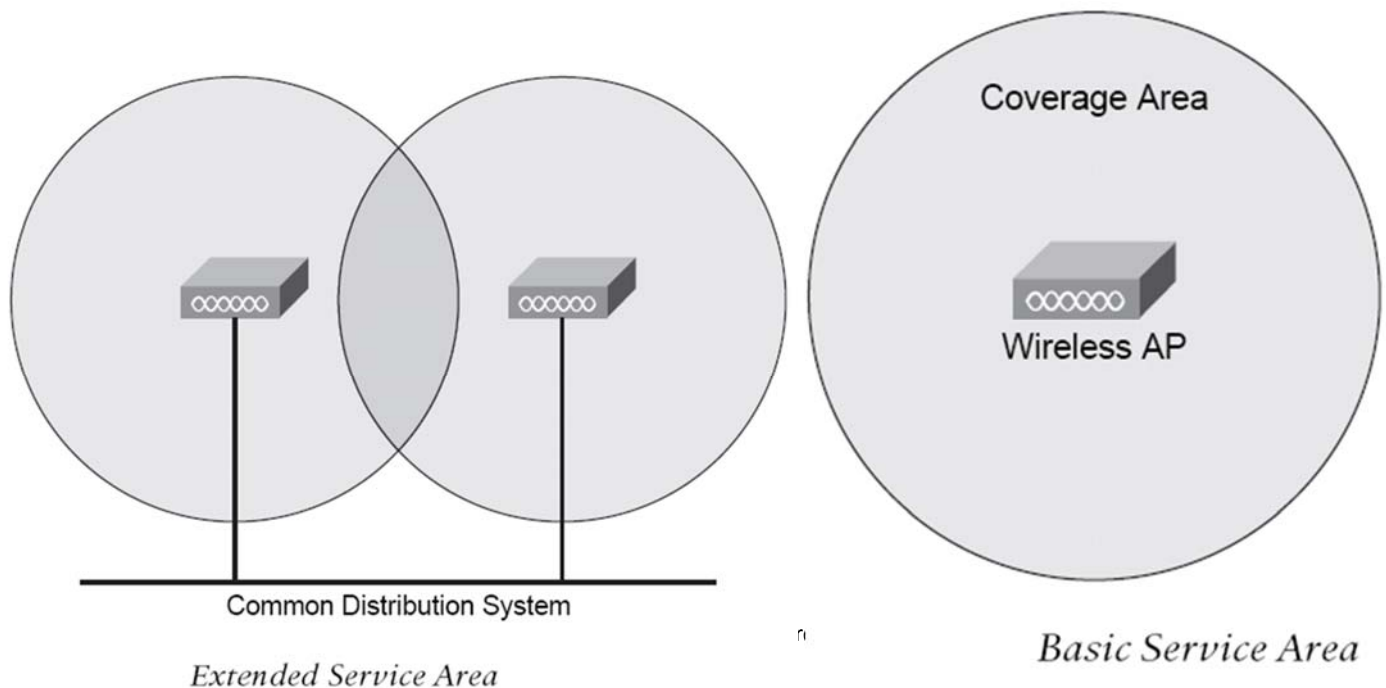 Common Distribution System
Extended Service Area
Coverage Area
Wireless AP
Basic Service Area